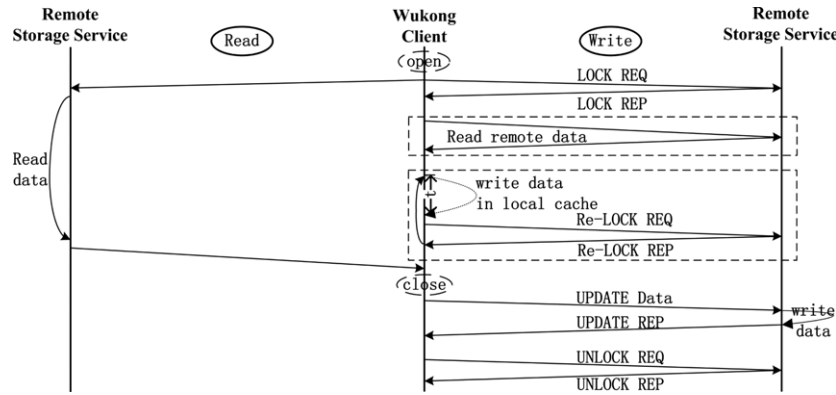 Remote
Storage Service
Read
Wukong
Client
Write
Remote
Storage Service
open
LOCK REQ
LOCK REP
Read remote data
Read
data
t
write data
in local cache
Re-LOCK REQ
Re-LOCK REP
close
UPDATE Data
write
UPDATE REP
data
UNLOCK REQ
UNLOCK REP